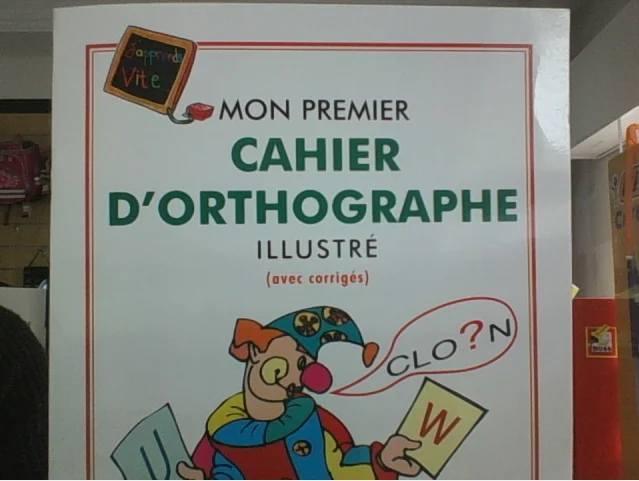 J'apprends
Vite
MON PREMIER
CAHIER
D'ORTHOGRAPHE
ILLUSTRÉ
(avec corrigés)
CLO?N
W